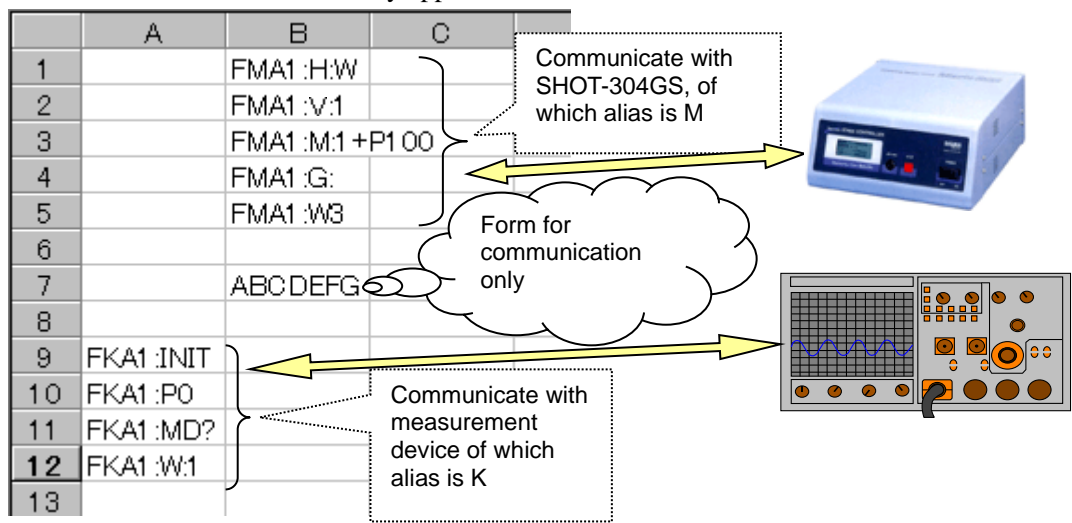 A B C
1 FMA1:H:W
2 FMA1:V:1
3 FMA1:M:1+P100
4 FMA1:G:
5 FMA1:W3
6
7 ABCDEFG
8
9 FKA1:INIT
10 FKA1:P0
11 FKA1:MD?
12 FKA1:W:1
13
Communicate with
SHOT-304GS, of
which alias is M
Form for
communication
only
Communicate with
measurement
device of which
alias is K